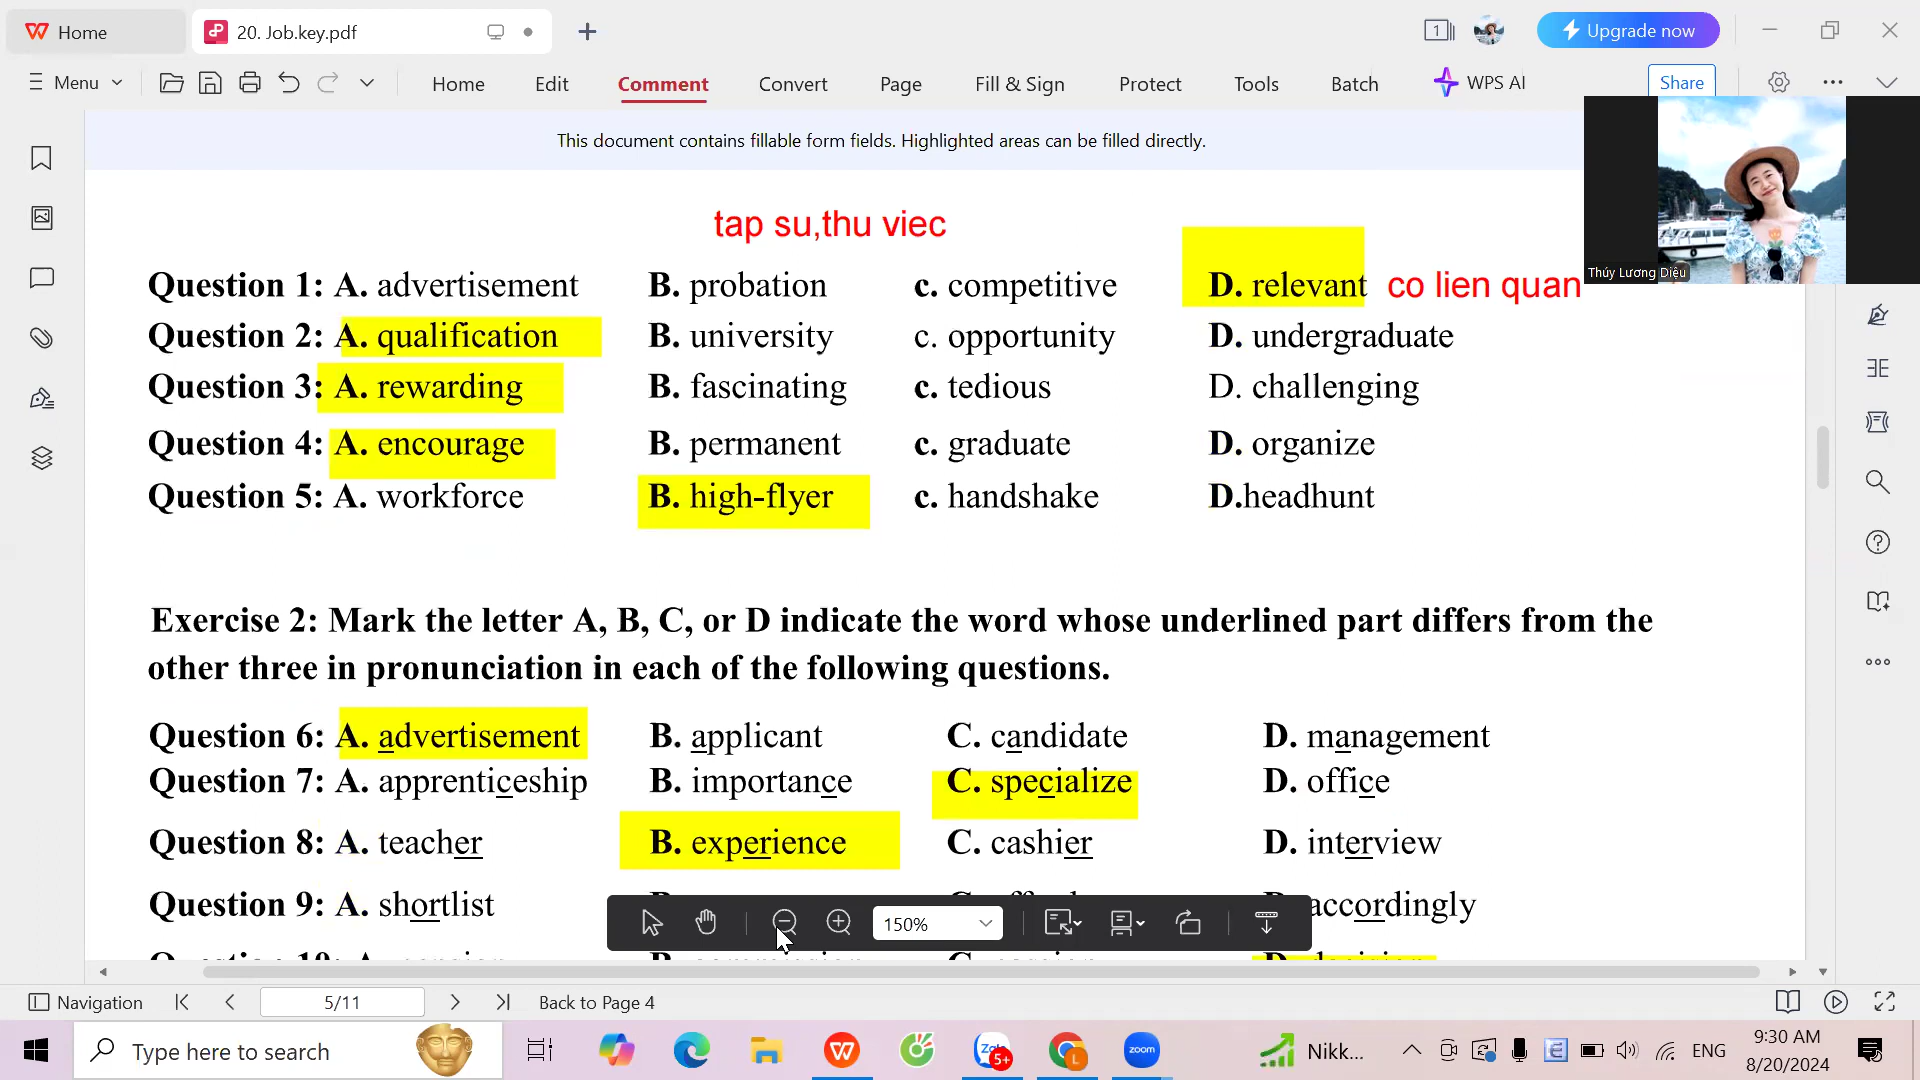 Home
20. Job.key.pdf
1
Upgrade now
Menu
Home Edit Comment Convert Page Fill & Sign Protect Tools Batch WPS AI Share
This document contains fillable form fields. Highlighted areas can be filled directly.
Thúy Lương Diệu
tap su,thu viec
Question 1: A. advertisement B. probation c. competitive D. relevant co lien quan
Question 2: A. qualification B. university c. opportunity D. undergraduate
Question 3: A. rewarding B. fascinating c. tedious D. challenging
Question 4: A. encourage B. permanent c. graduate D. organize
Question 5: A. workforce B. high-flyer c. handshake D.headhunt
Exercise 2: Mark the letter A, B, C, or D indicate the word whose underlined part differs from the
other three in pronunciation in each of the following questions.
Question 6: A. advertisement B. applicant C. candidate D. management
Question 7: A. apprenticeship B. importance C. specialize D. office
Question 8: A. teacher B. experience C. cashier D. interview
Question 9: A. shortlist accordingly
150%
Navigation 5/11 Back to Page 4
Type here to search
Zalo
5+
L
zoom
Nikk...
ENG
9:30 AM
8/20/2024